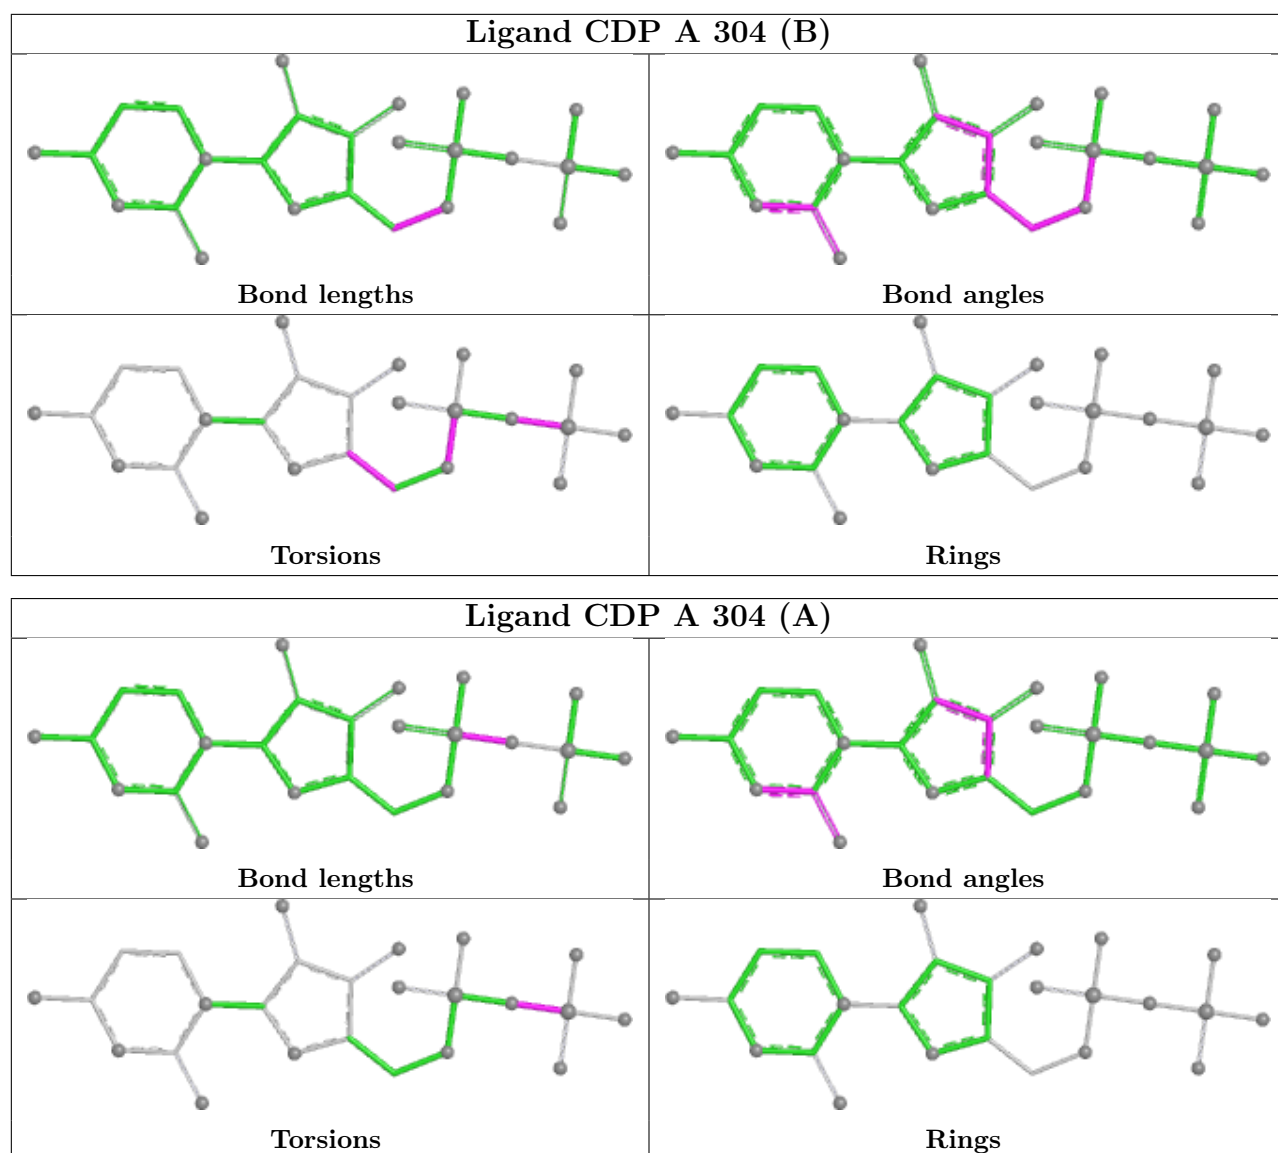 Ligand CDP A 304 (B)
Bond lengths
Bond angles
Torsions
Rings
Ligand CDP A 304 (A)
Bond lengths
Bond angles
Torsions
Rings